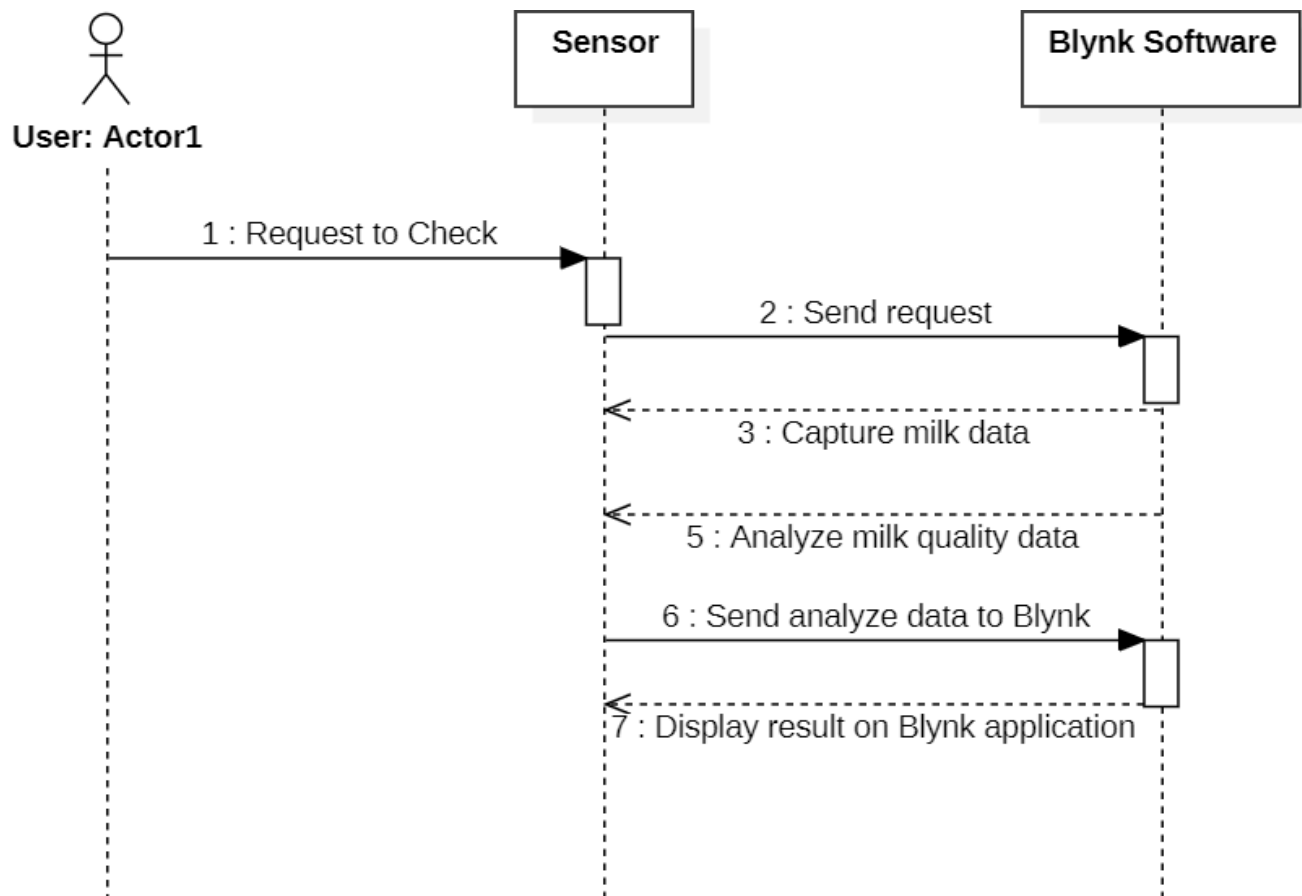 Sensor
Blynk Software
User: Actor1
1 : Request to Check
2 : Send request
3 : Capture milk data
5 : Analyze milk quality data
6 : Send analyze data to Blynk
7 : Display result on Blynk application